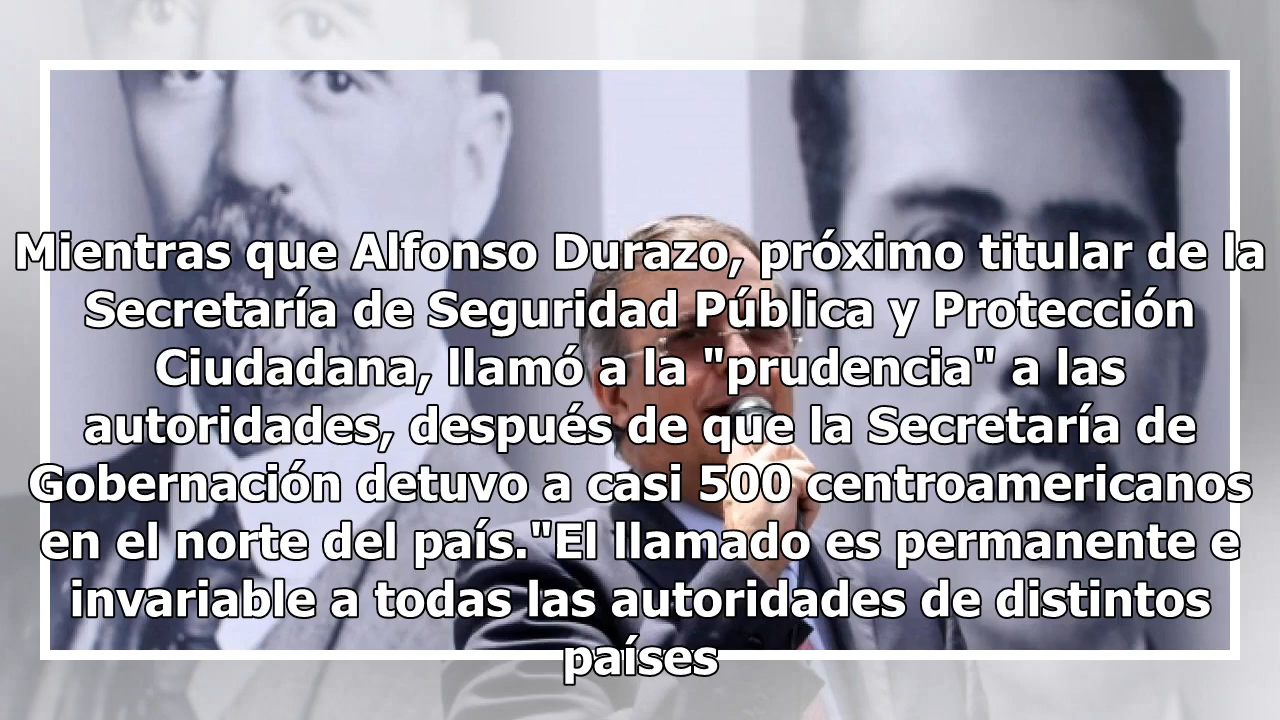 Mientras que Alfonso Durazo, próximo titular de la
Secretaría de Seguridad Pública y Protección
Ciudadana, llamó a la "prudencia" a las
autoridades, después de que la Secretaría de
Gobernación detuvo a casi 500 centroamericanos
en el norte del país."El llamado es permanente e
invariable a todas las autoridades de distintos
países